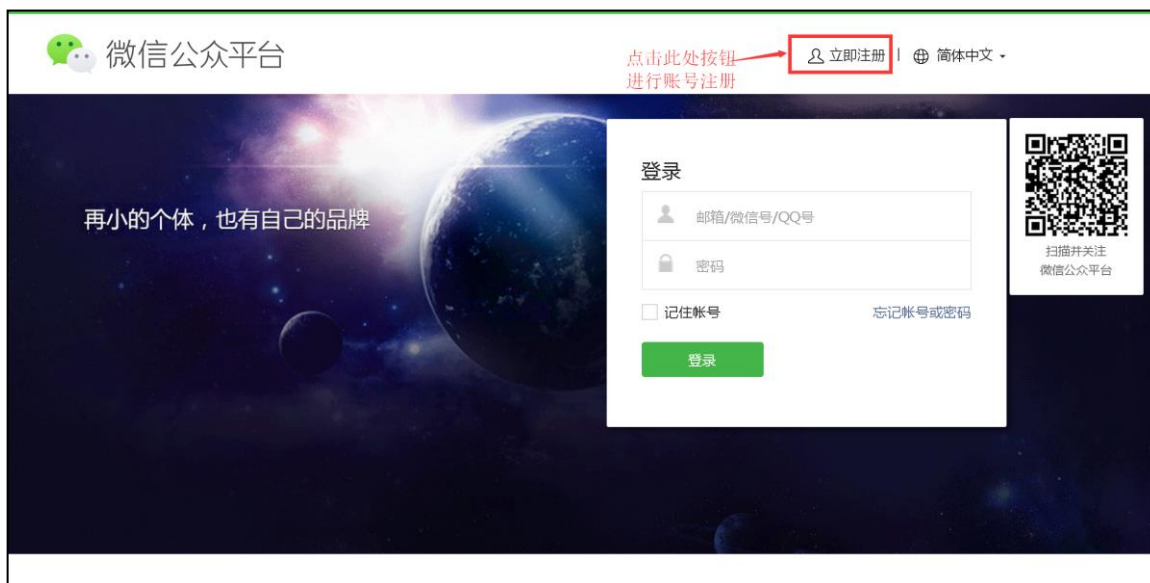 微信公众平台
点击此处按钮
进行账号注册
立即注册 | 简体中文
登录
再小的个体，也有自己的品牌
邮箱/微信号/QQ号
密码
记住帐号
忘记帐号或密码
登录
扫描并关注
微信公众平台